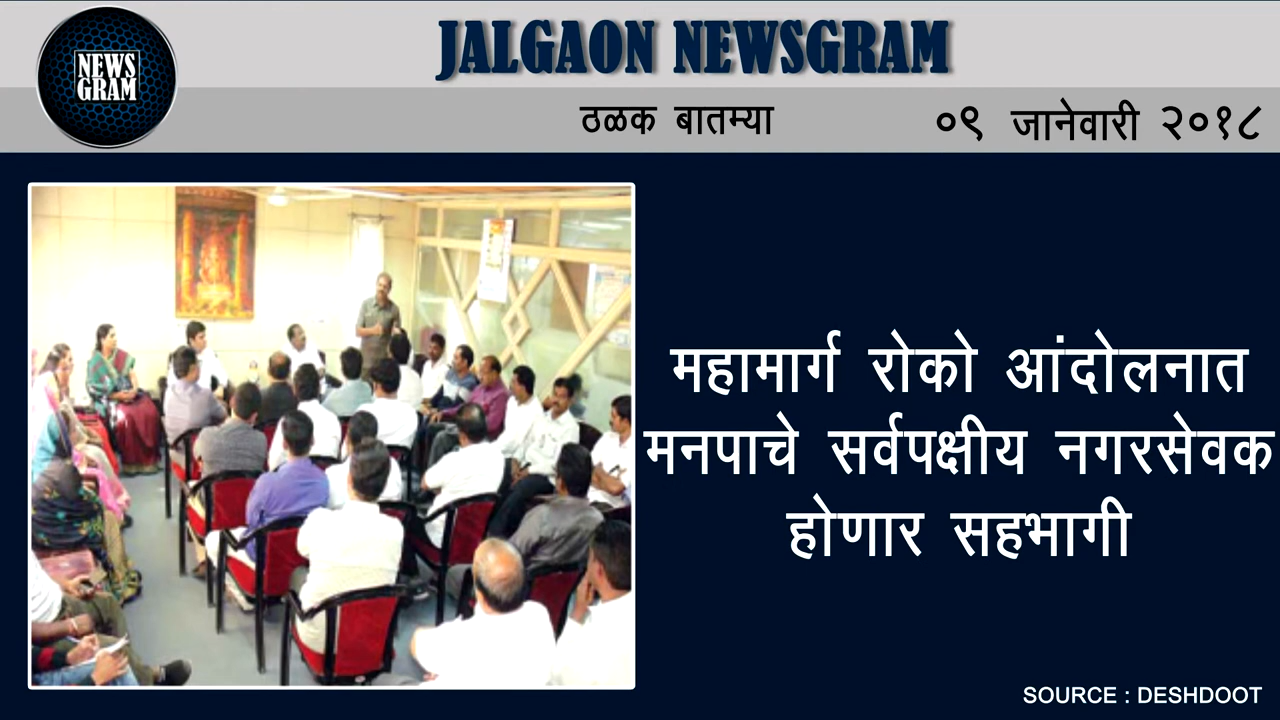 NEWS
GRAM
JALGAON NEWSGRAM
ठळक बातम्या
०९ जानेवारी २०१८
महामार्ग रोको आंदोलनात
मनपाचे सर्वपक्षीय नगरसेवक
होणार सहभागी
SOURCE : DESHDOOT